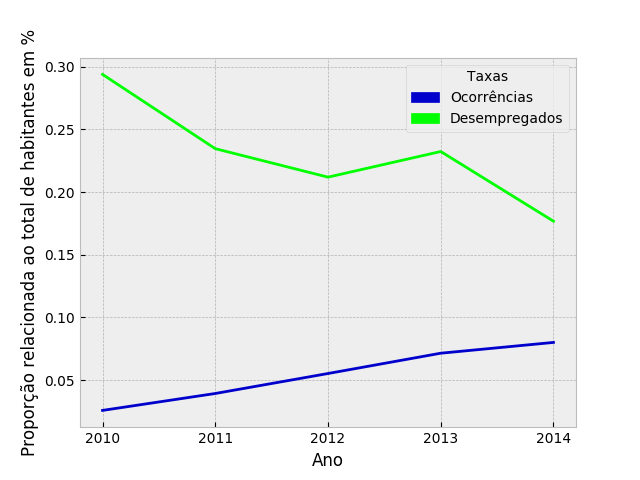 Proporção relacionada ao total de habitantes em %
0.30
0.25
0.20
0.15
0.10
0.05
Taxas
Ocorrências
Desempregados
2010 2011 2012 2013 2014
Ano